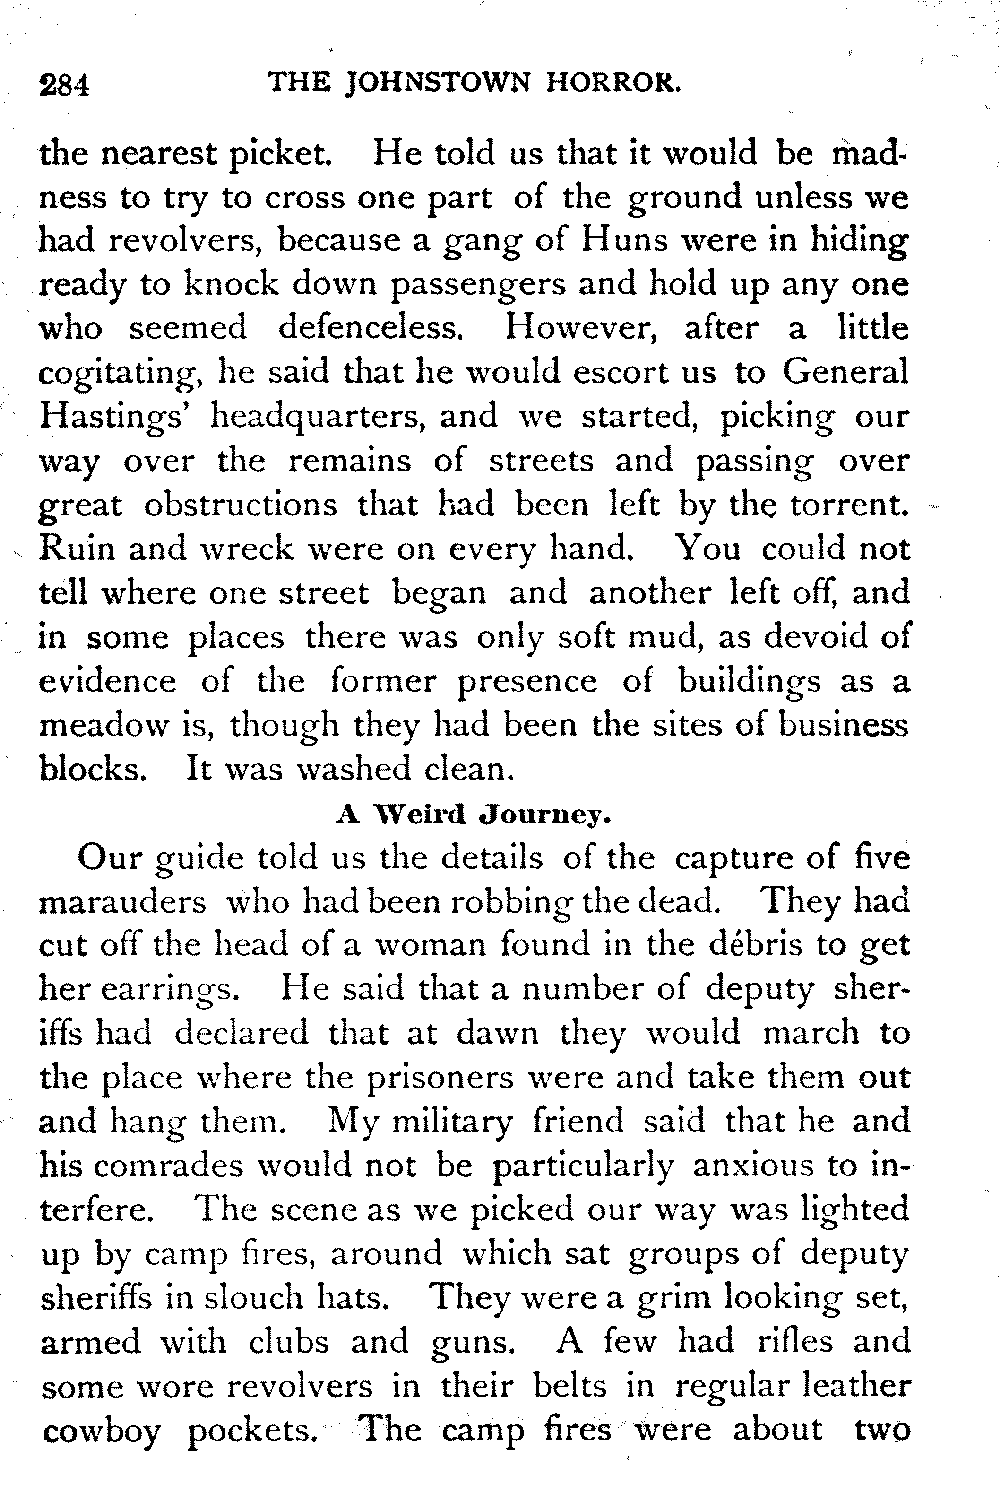 284 THE JOHNSTOWN HORROR.
the nearest picket. He told us that it would be mad-
ness to try to cross one part of the ground unless we
had revolvers, because a gang of Huns were in hiding
ready to knock down passengers and hold up any one
who seemed defenceless. However, after a little
cogitating, he said that he would escort us to General
Hastings' headquarters, and we started, picking our
way over the remains of streets and passing over
great obstructions that had been left by the torrent.
Ruin and wreck were on every hand. You could not
tell where one street began and another left off, and
in some places there was only soft mud, as devoid of
evidence of the former presence of buildings as a
meadow is, though they had been the sites of business
blocks. It was washed clean.
A Weird Journey.
Our guide told us the details of the capture of five
marauders who had been robbing the dead. They had
cut off the head of a woman found in the débris to get
her earrings. He said that a number of deputy sher-
iffs had declared that at dawn they would march to
the place where the prisoners were and take them out
and hang them. My military friend said that he and
his comrades would not be particularly anxious to in-
terfere. The scene as we picked our way was lighted
up by camp fires, around which sat groups of deputy
sheriffs in slouch hats. They were a grim looking set,
armed with clubs and guns. A few had rifles and
some wore revolvers in their belts in regular leather
cowboy pockets. The camp fires were about two